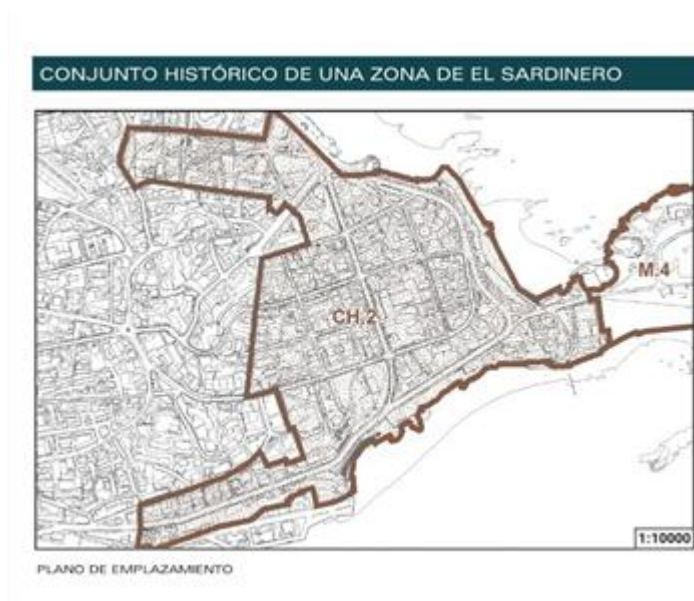 CONJUNTO HISTÓRICO DE UNA ZONA DE EL SARDINERO
M.4
CH.2
1:10000
PLANO DE EMPLAZAMIENTO